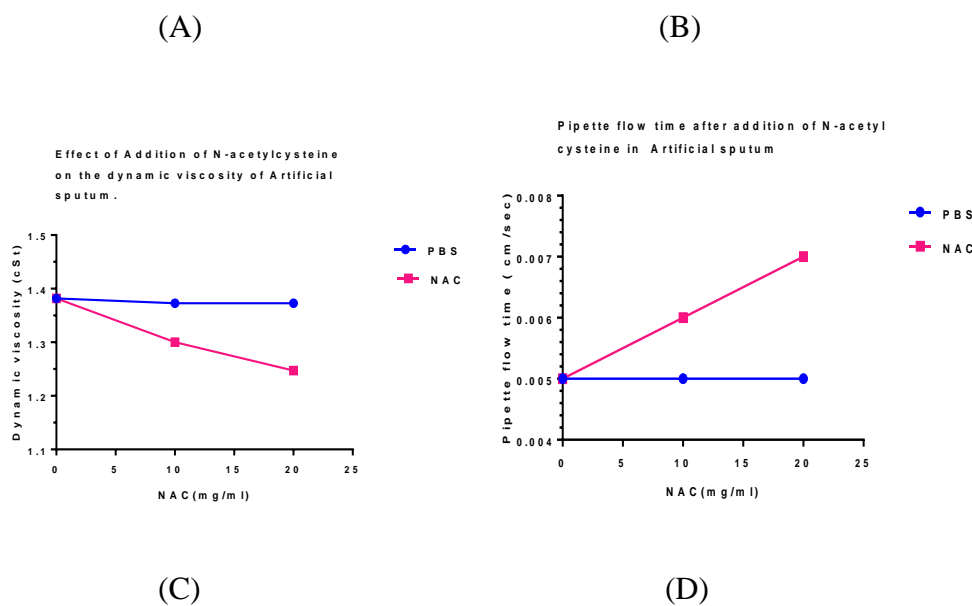 (A)
(B)
Effect of Addition of N-acetylcysteine
on the dynamic viscosity of Artificial
sputum.
Dynamic viscosity (cSt)
1.5
1.4
1.3
1.2
1.1
0 5 10 15 20 25
NAC(mg/ml)
PBS
NAC
Pipette flow time after addition of N-acetyl
cysteine in Artificial sputum
Pipette flow time ( cm/sec)
0.008
0.007
0.006
0.005
0.004
0 5 10 15 20 25
NAC(mg/ml)
PBS
NAC
(C)
(D)